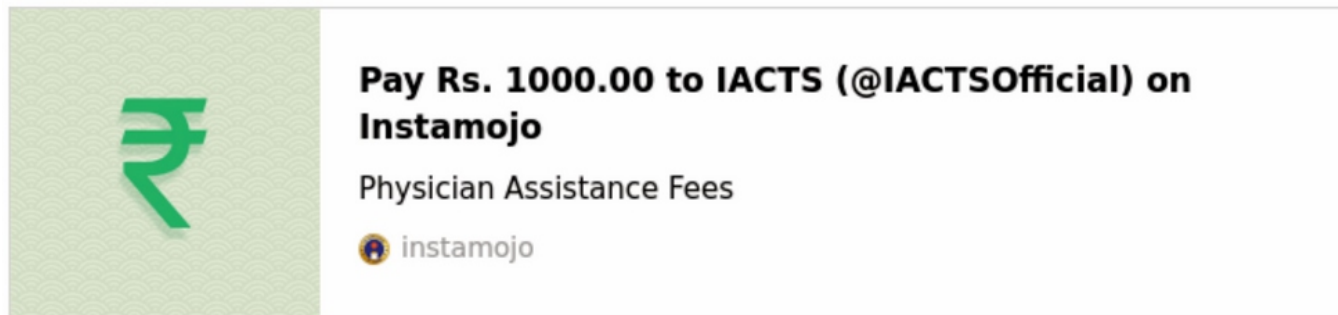 ₹
Pay Rs. 1000.00 to IACTS (@IACTSOfficial) on
Instamojo
Physician Assistance Fees
instamojo